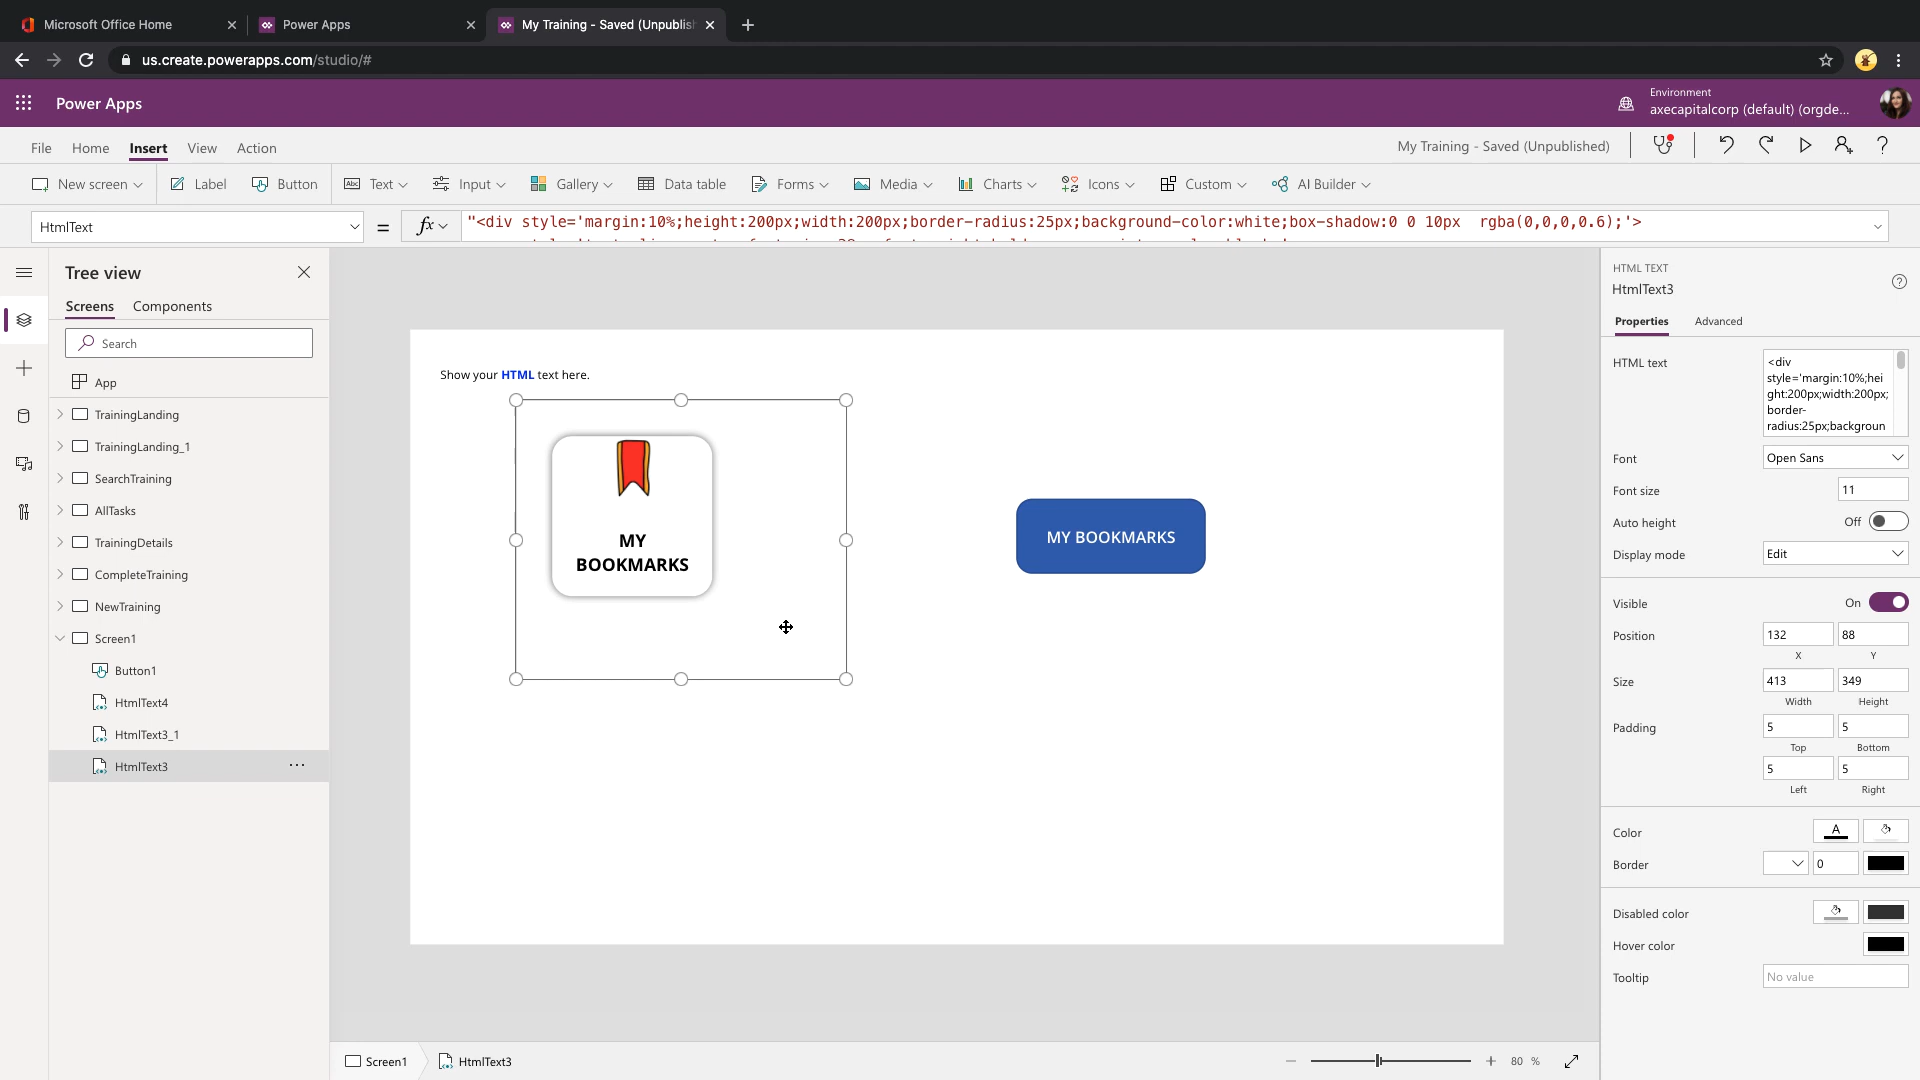 Microsoft Office Home
Power Apps
My Training - Saved (Unpublis
us.create.powerapps.com/studio/#
Power Apps
Environment
axecapitalcorp (default) (orgde...
File Home Insert View Action
My Training - Saved (Unpublished)
New screen Label Button Text Input Gallery Data table Forms Media Charts Icons Custom AI Builder
HtmlText = fx "<div style='margin:10%;height:200px;width:200px;border-radius:25px;background-color:white;box-shadow:0 0 10px rgba(0,0,0,0.6);'>
Tree view
Screens Components
Search
App
TrainingLanding
TrainingLanding_1
SearchTraining
AllTasks
TrainingDetails
CompleteTraining
NewTraining
Screen1
Button1
HtmlText4
HtmlText3_1
HtmlText3
Show your HTML text here.
MY
BOOKMARKS
MY BOOKMARKS
HTML TEXT
HtmlText3
Properties Advanced
HTML text
<div
style='margin:10%;hei
ght:200px;width:200px;
border-
radius:25px;backgroun
Font Open Sans
Font size 11
Auto height Off
Display mode Edit
Visible On
Position 132 88
X Y
Size 413 349
Width Height
Padding 5 5
Top Bottom
5 5
Left Right
Color A
Border 0
Disabled color
Hover color
Tooltip No value
Screen1 HtmlText3
80 %